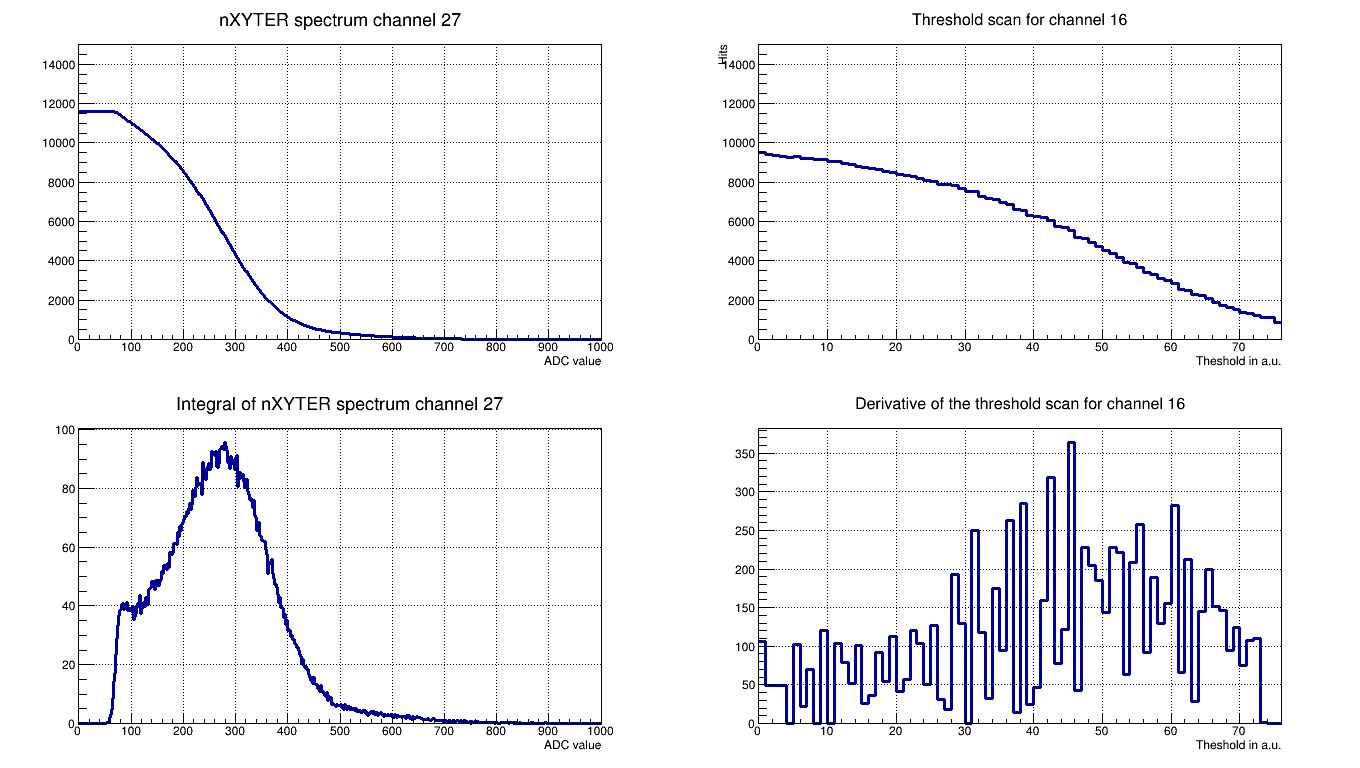 nXYTER spectrum channel 27
14000
12000
10000
8000
6000
4000
2000
0
0 100 200 300 400 500 600 700 800 900 1000
ADC value
Threshold scan for channel 16
Hits
14000
12000
10000
8000
6000
4000
2000
0
0 10 20 30 40 50 60 70
Theshold in a.u.
Integral of nXYTER spectrum channel 27
100
80
60
40
20
0
0 100 200 300 400 500 600 700 800 900 1000
ADC value
Derivative of the threshold scan for channel 16
350
300
250
200
150
100
50
0
0 10 20 30 40 50 60 70
Theshold in a.u.